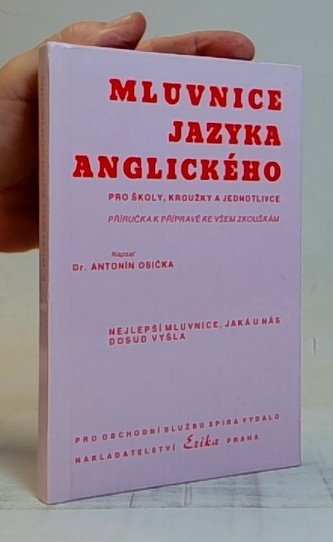 MLUVNICE
JAZYKA
ANGLICKÉHO
PRO ŠKOLY, KROUŽKY A JEDNOTLIVCE
PŘÍRUČKA K PŘÍPRAVĚ KE VŠEM ZKOUŠKÁM
Napsal
Dr. ANTONÍN OSIČKA
NEJLEPŠÍ MLUVNICE, JAKÁ U NÁS
DOSUD VYŠLA
PRO OBCHODNÍ SLUŽBU SPIRA VYDALO
NAKLADATELSTVÍ Erika PRAHA